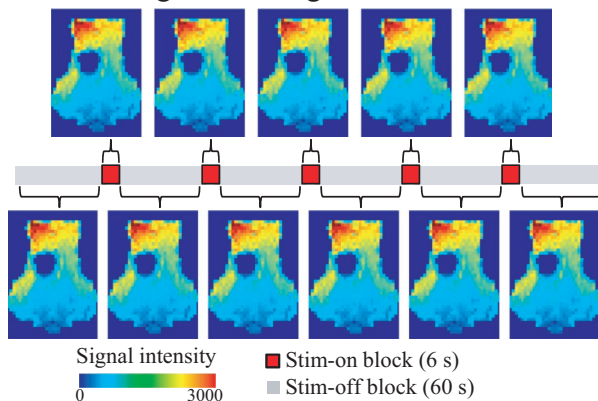 Signal intensity
0 3000
Stim-on block (6 s)
Stim-off block (60 s)